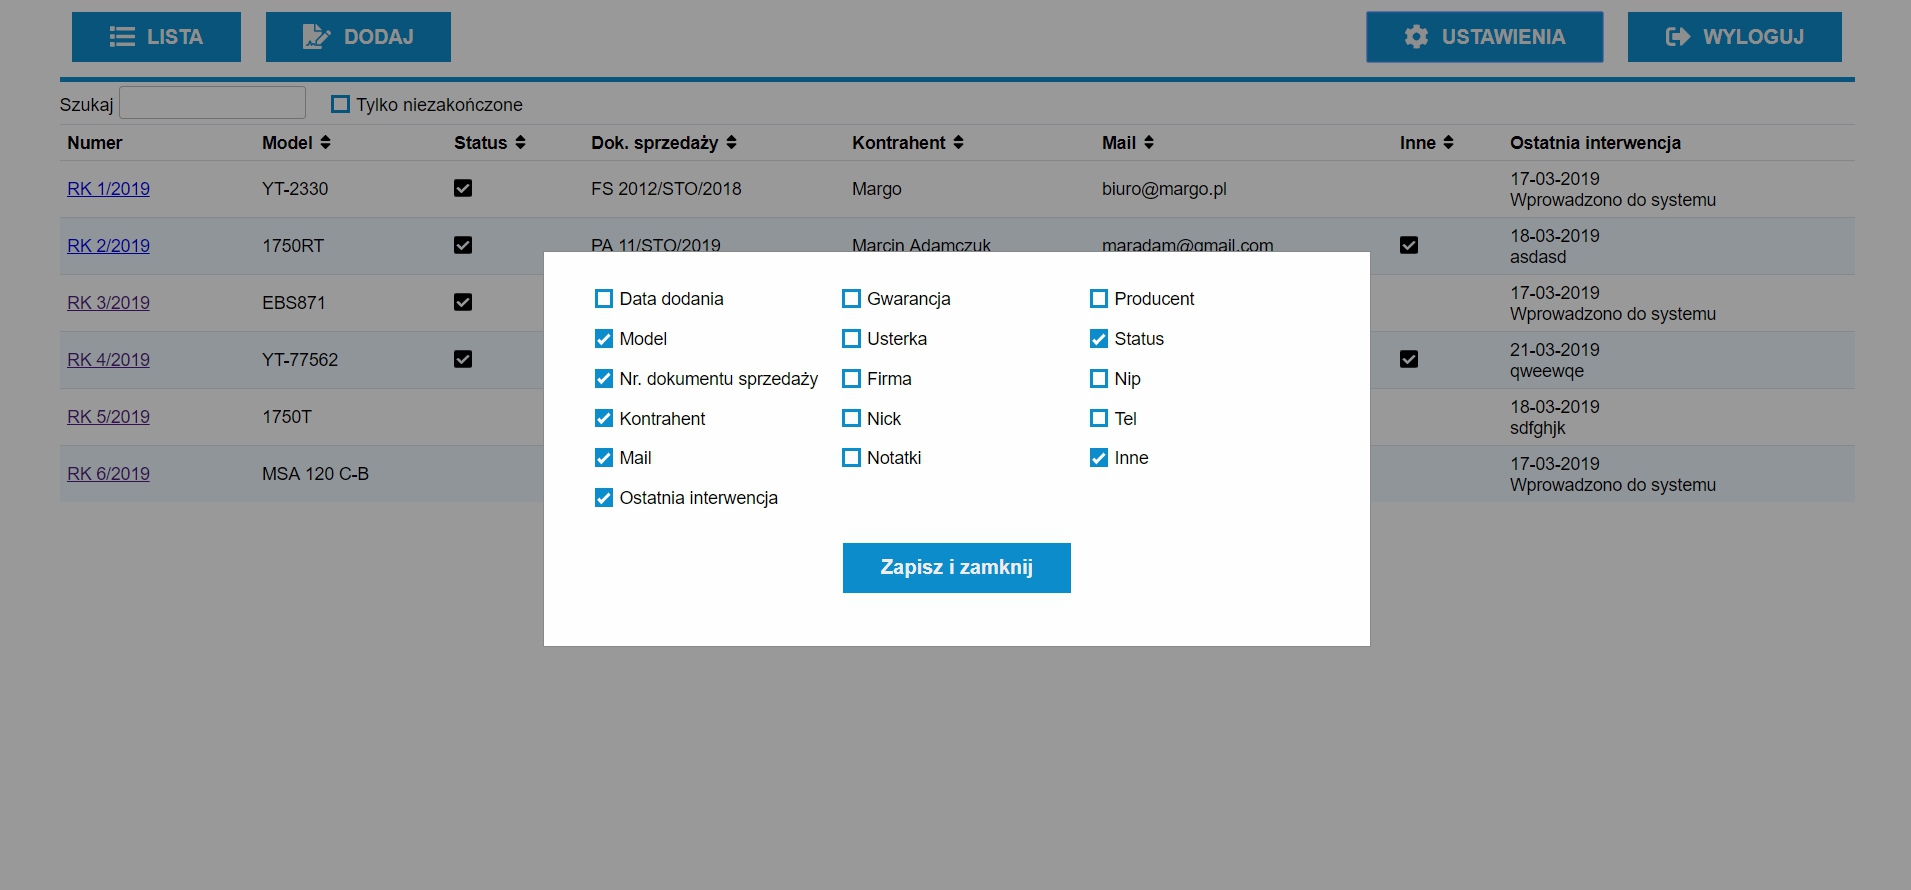 LISTA DODAJ USTAWIENIA WYLOGUJ
Szukaj Tylko niezakończone
Numer Model Status Dok. sprzedaży Kontrahent Mail Inne Ostatnia interwencja
RK 1/2019 YT-2330 FS 2012/STO/2018 Margo biuro@margo.pl 17-03-2019
Wprowadzono do systemu
RK 2/2019 1750RT PA 11/STO/2019 Marcin Adamczuk maradam@gmail.com 18-03-2019
asdasd
RK 3/2019 EBS871 17-03-2019
Wprowadzono do systemu
RK 4/2019 YT-77562 21-03-2019
qweewqe
RK 5/2019 1750T 18-03-2019
sdfghjk
RK 6/2019 MSA 120 C-B 17-03-2019
Wprowadzono do systemu
Data dodania Gwarancja Producent
Model Usterka Status
Nr. dokumentu sprzedaży Firma Nip
Kontrahent Nick Tel
Mail Notatki Inne
Ostatnia interwencja
Zapisz i zamknij